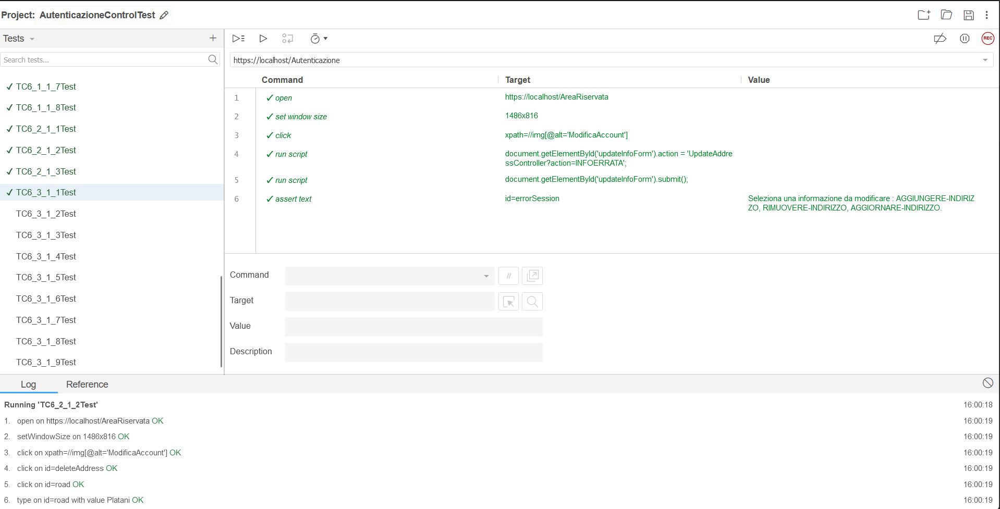 Project: AutenticazioneControlTest
Tests
Search tests...
✓ TC6_1_1_7Test
✓ TC6_1_1_8Test
✓ TC6_2_1_1Test
✓ TC6_2_1_2Test
✓ TC6_2_1_3Test
✓ TC6_3_1_1Test
TC6_3_1_2Test
TC6_3_1_3Test
TC6_3_1_4Test
TC6_3_1_5Test
TC6_3_1_6Test
TC6_3_1_7Test
TC6_3_1_8Test
TC6_3_1_9Test
REC
https://localhost/Autenticazione
Command Target Value
1 ✓ open https://localhost/AreaRiservata
2 ✓ set window size 1486x816
3 ✓ click xpath=//img[@alt='ModificaAccount']
4 ✓ run script document.getElementById('updateInfoForm').action = 'UpdateAddre
ssController?action=INFOERRATA';
5 ✓ run script document.getElementById('updateInfoForm').submit();
6 ✓ assert text id=errorSession Seleziona una informazione da modificare : AGGIUNGERE-INDIRIZ
ZO, RIMUOVERE-INDIRIZZO, AGGIORNARE-INDIRIZZO.
Command
//
Target
Value
Description
Log Reference
Running 'TC6_2_1_2Test' 16:00:18
1. open on https://localhost/AreaRiservata OK 16:00:19
2. setWindowSize on 1486x816 OK 16:00:19
3. click on xpath=//img[@alt='ModificaAccount'] OK 16:00:19
4. click on id=deleteAddress OK 16:00:19
5. click on id=road OK 16:00:19
6. type on id=road with value Platani OK 16:00:19